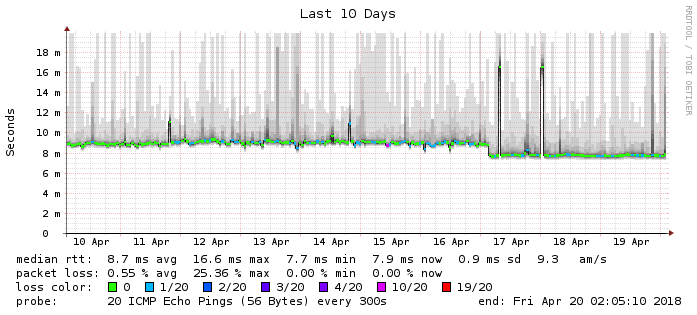 Last 10 Days
RRDTOOL / TOBI OETIKER
Seconds
18 m
16 m
14 m
12 m
10 m
8 m
6 m
4 m
2 m
0
10 Apr 11 Apr 12 Apr 13 Apr 14 Apr 15 Apr 16 Apr 17 Apr 18 Apr 19 Apr
median rtt: 8.7 ms avg 16.6 ms max 7.7 ms min 7.9 ms now 0.9 ms sd 9.3 am/s
packet loss: 0.55 % avg 25.36 % max 0.00 % min 0.00 % now
loss color: 0 1/20 2/20 3/20 4/20 10/20 19/20
probe: 20 ICMP Echo Pings (56 Bytes) every 300s end: Fri Apr 20 02:05:10 2018